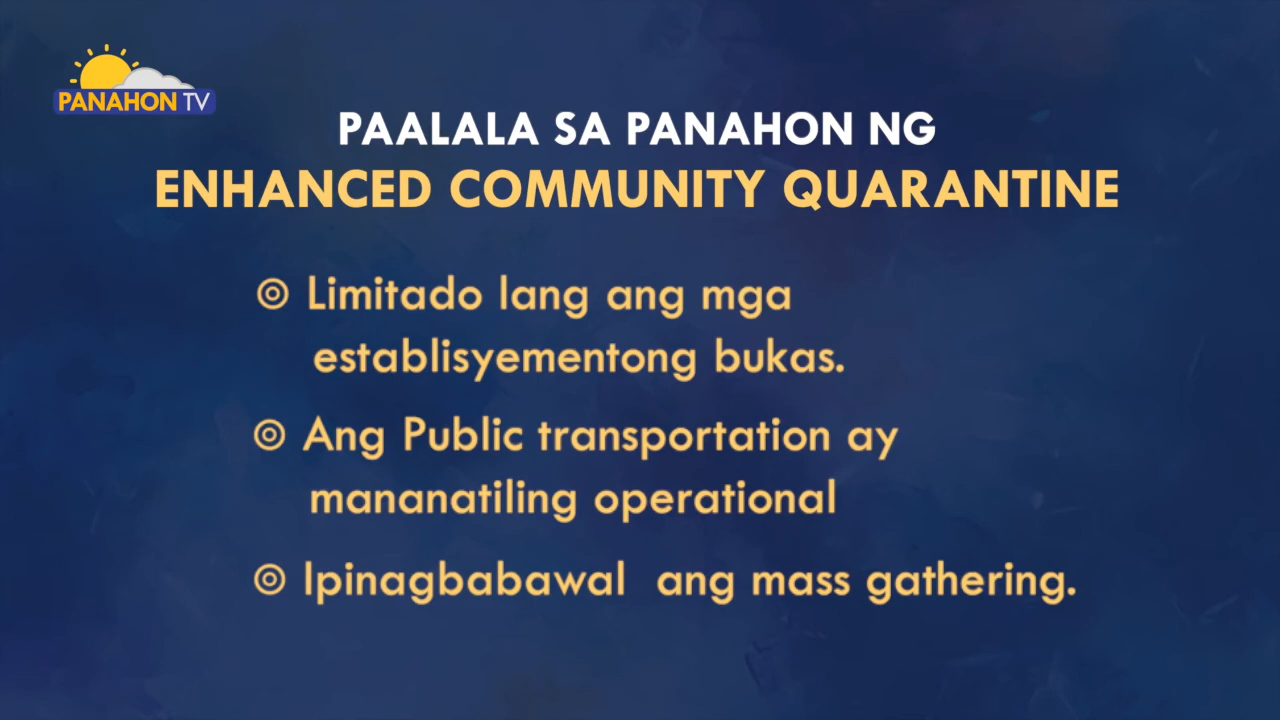 PANAHON TV
PAALALA SA PANAHON NG
ENHANCED COMMUNITY QUARANTINE
Limitado lang ang mga
establisyementong bukas.
Ang Public transportation ay
mananatiling operational
Ipinagbabawal ang mass gathering.